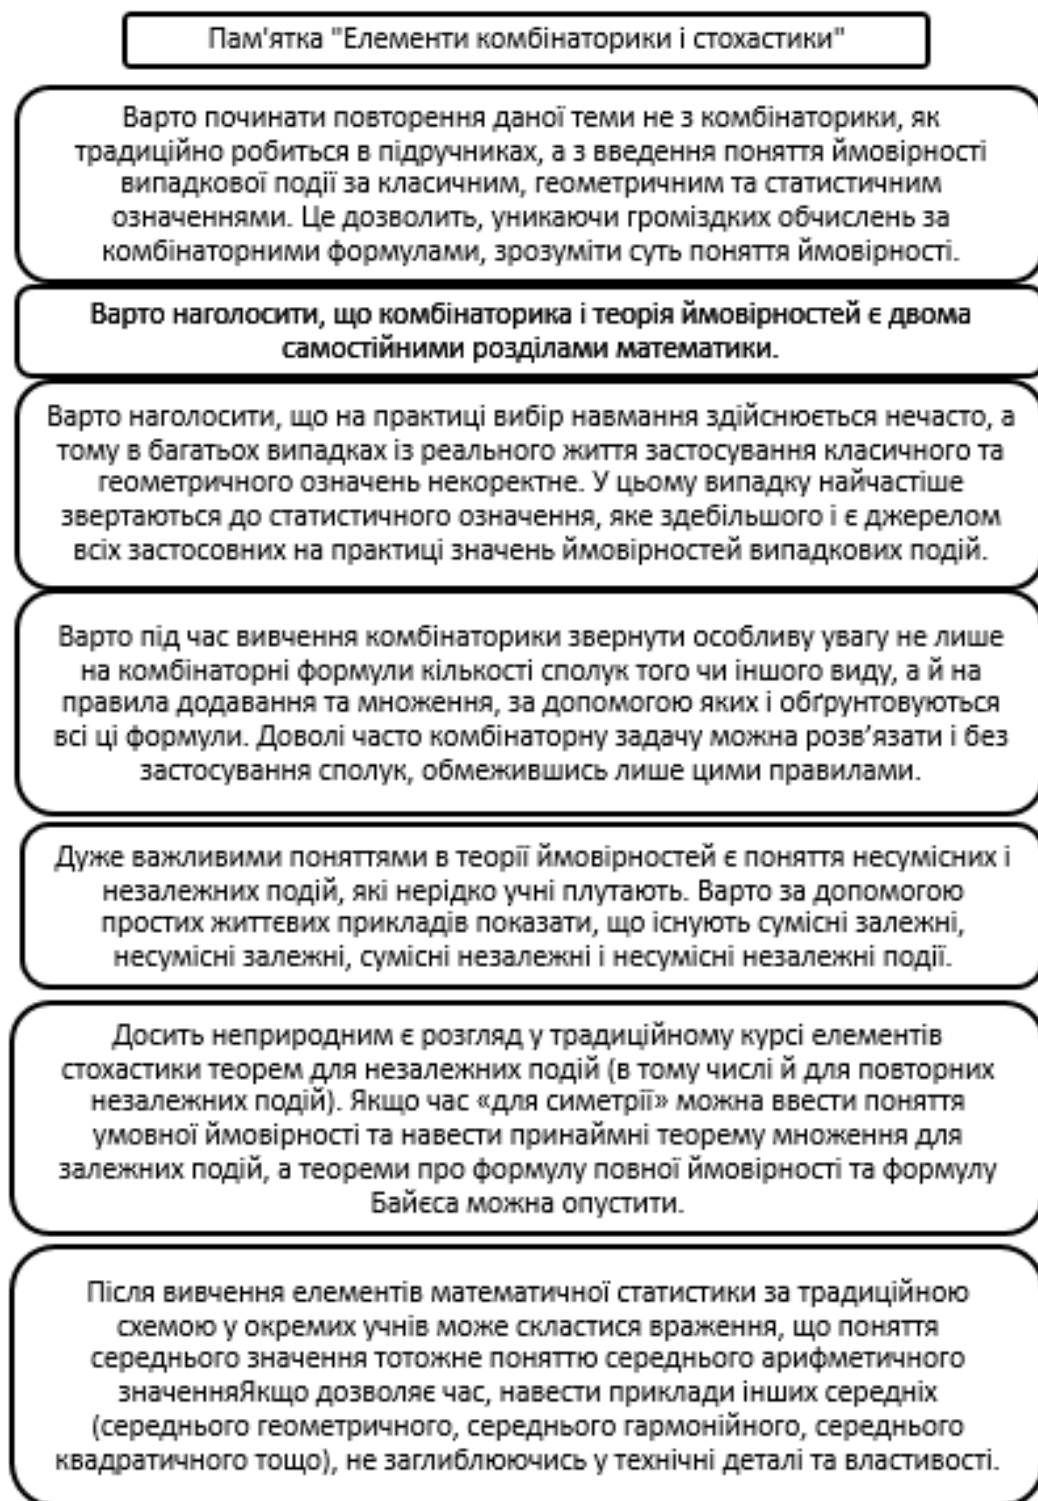 Пам'ятка "Елементи комбінаторики і стохастики"
Варто починати повторення даної теми не з комбінаторики, як
традиційно робиться в підручниках, а з введення поняття ймовірності
випадкової події за класичним, геометричним та статистичним
означеннями. Це дозволить, уникаючи громіздких обчислень за
комбінаторними формулами, зрозуміти суть поняття ймовірності.
Варто наголосити, що комбінаторика і теорія ймовірностей є двома
самостійними розділами математики.
Варто наголосити, що на практиці вибір навмання здійснюється нечасто, а
тому в багатьох випадках із реального життя застосування класичного та
геометричного означень некоректне. У цьому випадку найчастіше
звертаються до статистичного означення, яке здебільшого і є джерелом
всіх застосовних на практиці значень ймовірностей випадкових подій.
Варто під час вивчення комбінаторики звернути особливу увагу не лише
на комбінаторні формули кількості сполук того чи іншого виду, а й на
правила додавання та множення, за допомогою яких і обґрунтовуються
всі ці формули. Доволі часто комбінаторну задачу можна розв’язати і без
застосування сполук, обмежившись лише цими правилами.
Дуже важливими поняттями в теорії ймовірностей є поняття несумісних і
незалежних подій, які нерідко учні плутають. Варто за допомогою
простих життєвих прикладів показати, що існують сумісні залежні,
несумісні залежні, сумісні незалежні і несумісні незалежні події.
Досить неприродним є розгляд у традиційному курсі елементів
стохастики теорем для незалежних подій (в тому числі й для повторних
незалежних подій). Якщо час «для симетрії» можна ввести поняття
умовної ймовірності та навести принаймні теорему множення для
залежних подій, а теореми про формулу повної ймовірності та формулу
Байєса можна опустити.
Після вивчення елементів математичної статистики за традиційною
схемою у окремих учнів може скластися враження, що поняття
середнього значення тотожне поняттю середнього арифметичного
значенняЯкщо дозволяє час, навести приклади інших середніх
(середнього геометричного, середнього гармонійного, середнього
квадратичного тощо), не заглиблюючись у технічні деталі та властивості.